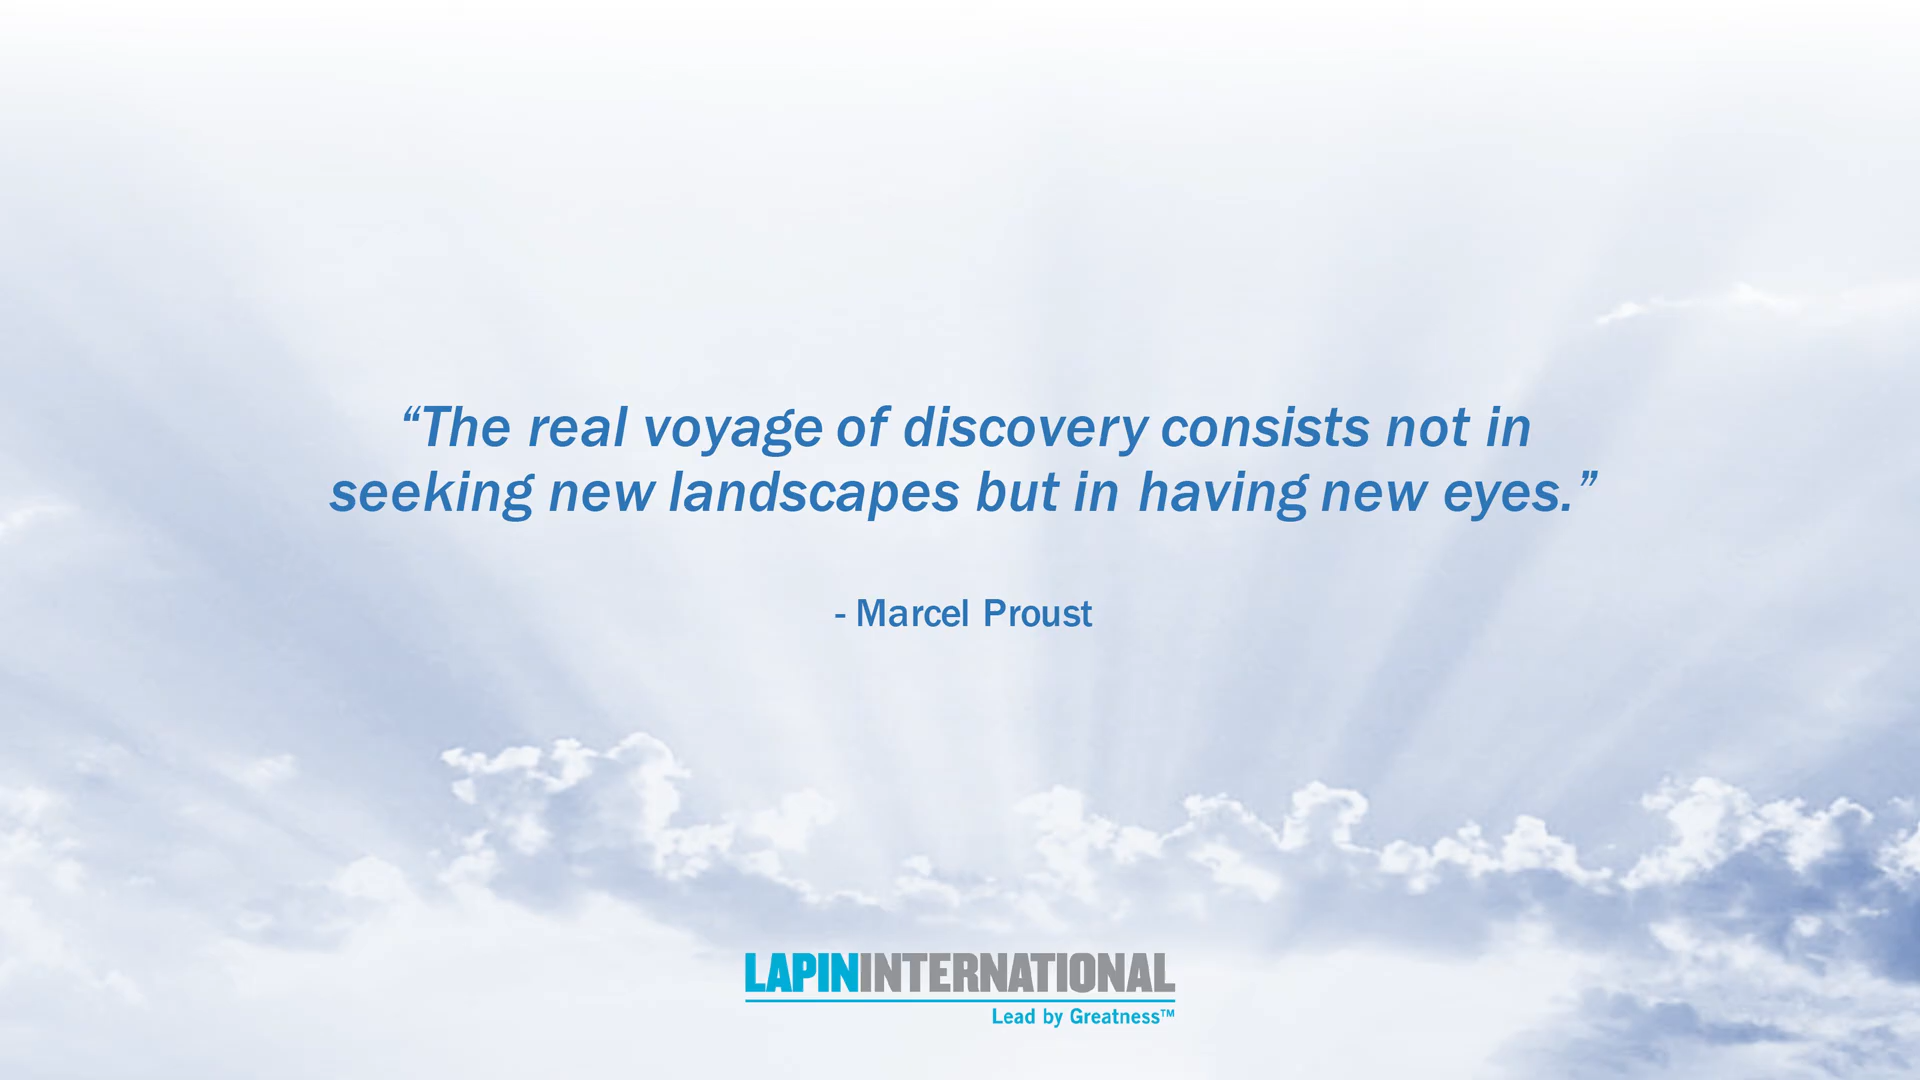 “The real voyage of discovery consists not in
seeking new landscapes but in having new eyes.”
- Marcel Proust
LAPININTERNATIONAL
Lead by Greatness™